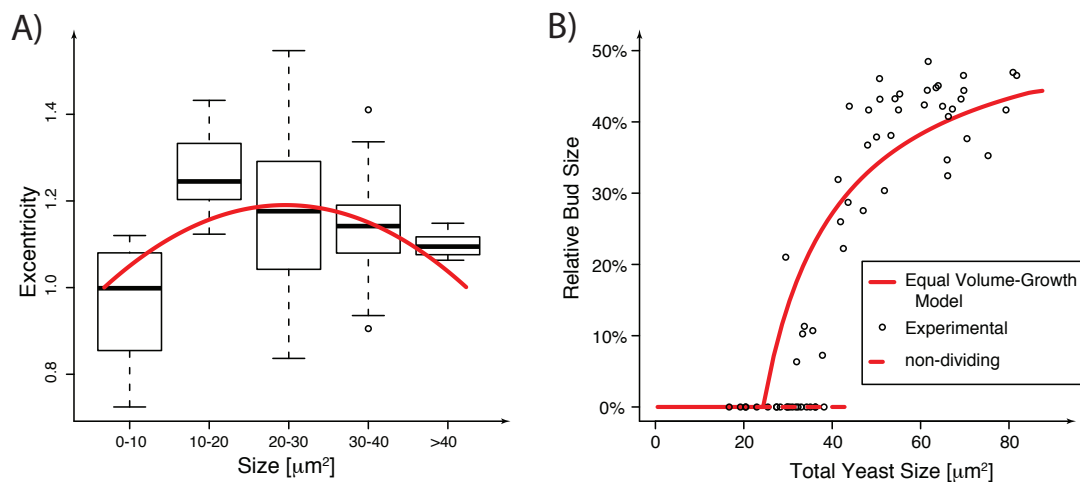 A)
Excentricity
1.4
1.2
1.0
0.8
0-10 10-20 20-30 30-40 >40
Size [μm²]
B)
Relative Bud Size
50%
40%
30%
20%
10%
0%
0 20 40 60 80
Total Yeast Size [μm²]
Equal Volume-Growth
Model
Experimental
non-dividing